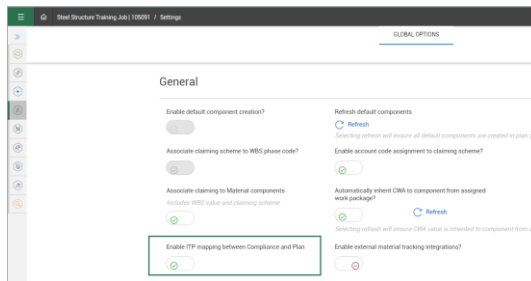 Steel Structure Training Job | 105091 / Settings
GLOBAL OPTIONS
General
Enable default component creation?
Refresh default components
Refresh
Selecting refresh will ensure all default components are created in plan
Associate claiming scheme to WBS phase code?
Enable account code assignment to claiming scheme?
Associate claiming to Material components
Includes WBS value and claiming scheme
Automatically inherit CWA to component from assigned
work package?
Refresh
Selecting refresh will ensure CWA value is inherited to component from
Enable ITP mapping between Compliance and Plan
Enable external material tracking integrations?